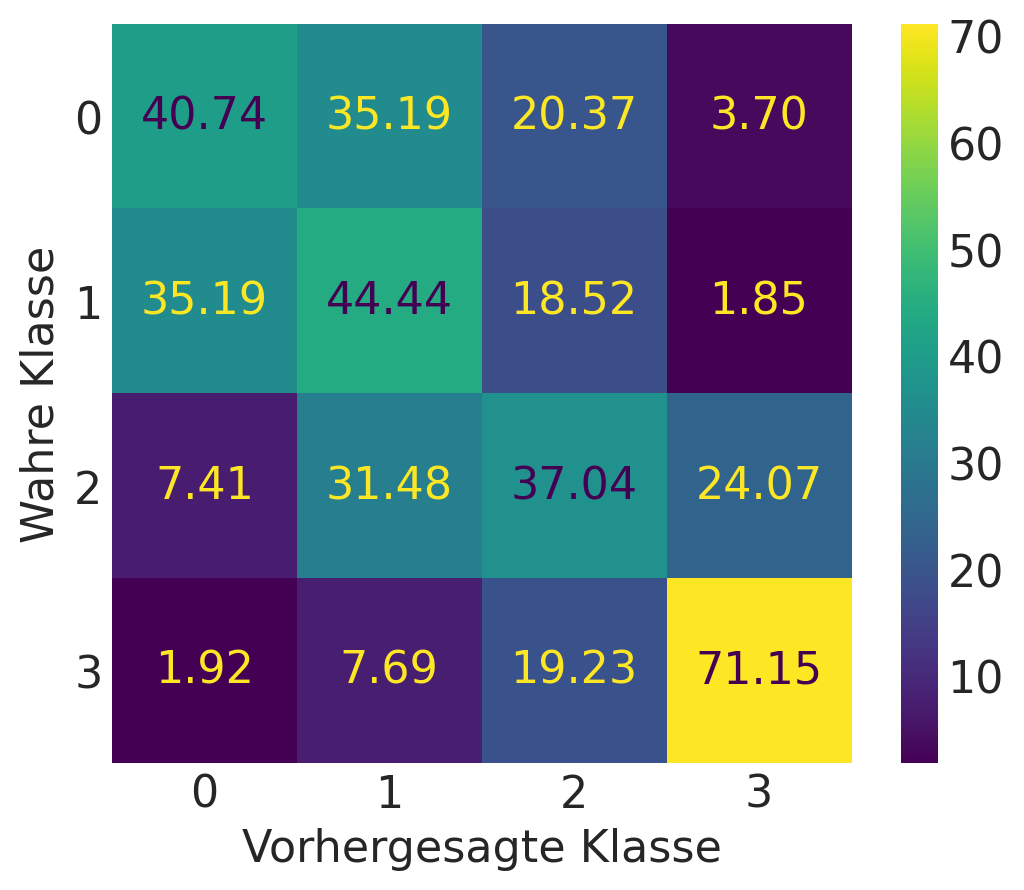 0 40.74 35.19 20.37 3.70
1 35.19 44.44 18.52 1.85
2 7.41 31.48 37.04 24.07
3 1.92 7.69 19.23 71.15
0 1 2 3
Vorhergesagte Klasse
Wahre Klasse
70
60
50
40
30
20
10